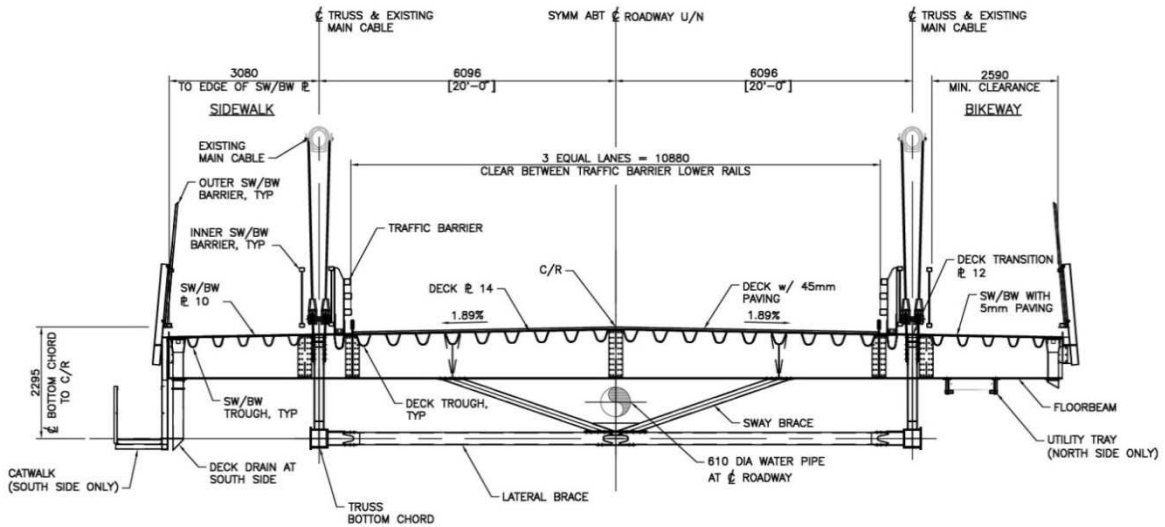 ℄ TRUSS & EXISTING
MAIN CABLE
SYMM ABT ℄ ROADWAY U/N
℄ TRUSS & EXISTING
MAIN CABLE
3080
TO EDGE OF SW/BW ⅊
SIDEWALK
6096
[20'-0"]
6096
[20'-0"]
2590
MIN. CLEARANCE
BIKEWAY
EXISTING
MAIN CABLE
3 EQUAL LANES = 10880
CLEAR BETWEEN TRAFFIC BARRIER LOWER RAILS
OUTER SW/BW
BARRIER, TYP
INNER SW/BW
BARRIER, TYP
TRAFFIC BARRIER
SW/BW
⅊ 10
DECK ⅊ 14
C/R
DECK w/ 45mm
PAVING
DECK TRANSITION
⅊ 12
SW/BW WITH
5mm PAVING
1.89%
1.89%
2295
℄ BOTTOM CHORD
TO C/R
SW/BW
TROUGH, TYP
DECK TROUGH,
TYP
SWAY BRACE
FLOORBEAM
UTILITY TRAY
(NORTH SIDE ONLY)
CATWALK
(SOUTH SIDE ONLY)
DECK DRAIN AT
SOUTH SIDE
LATERAL BRACE
610 DIA WATER PIPE
AT ℄ ROADWAY
TRUSS
BOTTOM CHORD